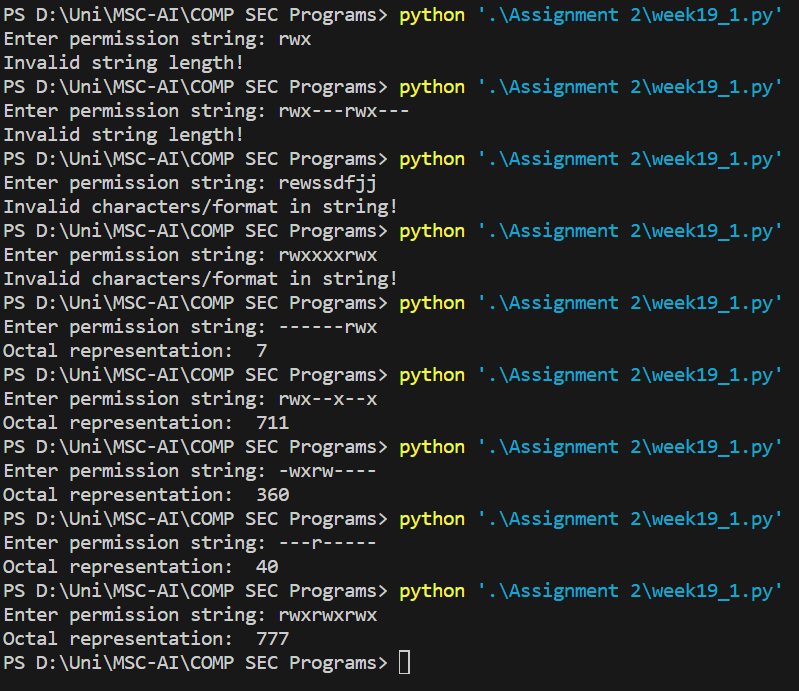 PS D:\Uni\MSC-AI\COMP SEC Programs> python '.\Assignment 2\week19_1.py'
Enter permission string: rwx
Invalid string length!
PS D:\Uni\MSC-AI\COMP SEC Programs> python '.\Assignment 2\week19_1.py'
Enter permission string: rwx---rwx---
Invalid string length!
PS D:\Uni\MSC-AI\COMP SEC Programs> python '.\Assignment 2\week19_1.py'
Enter permission string: rewssdfjj
Invalid characters/format in string!
PS D:\Uni\MSC-AI\COMP SEC Programs> python '.\Assignment 2\week19_1.py'
Enter permission string: rwxxxxrwx
Invalid characters/format in string!
PS D:\Uni\MSC-AI\COMP SEC Programs> python '.\Assignment 2\week19_1.py'
Enter permission string: ------rwx
Octal representation:  7
PS D:\Uni\MSC-AI\COMP SEC Programs> python '.\Assignment 2\week19_1.py'
Enter permission string: rwx--x--x
Octal representation:  711
PS D:\Uni\MSC-AI\COMP SEC Programs> python '.\Assignment 2\week19_1.py'
Enter permission string: -wxrw----
Octal representation:  360
PS D:\Uni\MSC-AI\COMP SEC Programs> python '.\Assignment 2\week19_1.py'
Enter permission string: ---r-----
Octal representation:  40
PS D:\Uni\MSC-AI\COMP SEC Programs> python '.\Assignment 2\week19_1.py'
Enter permission string: rwxrwxrwx
Octal representation:  777
PS D:\Uni\MSC-AI\COMP SEC Programs>